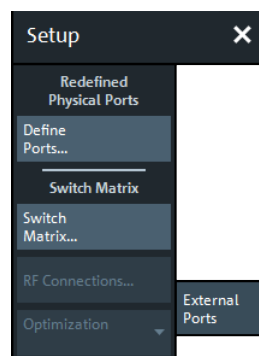 Setup
Redefined
Physical Ports
Define
Ports...
Switch Matrix
Switch
Matrix...
RF Connections...
Optimization
External
Ports